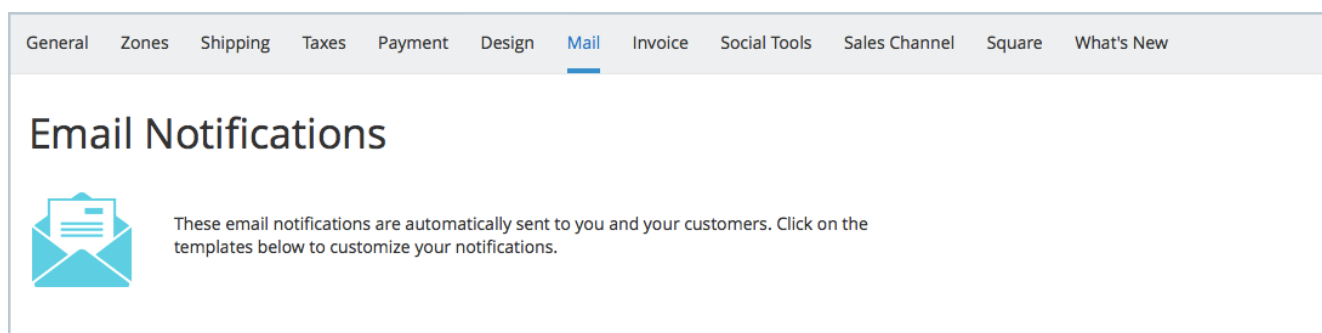 General Zones Shipping Taxes Payment Design Mail Invoice Social Tools Sales Channel Square What's New
Email Notifications
These email notifications are automatically sent to you and your customers. Click on the
templates below to customize your notifications.